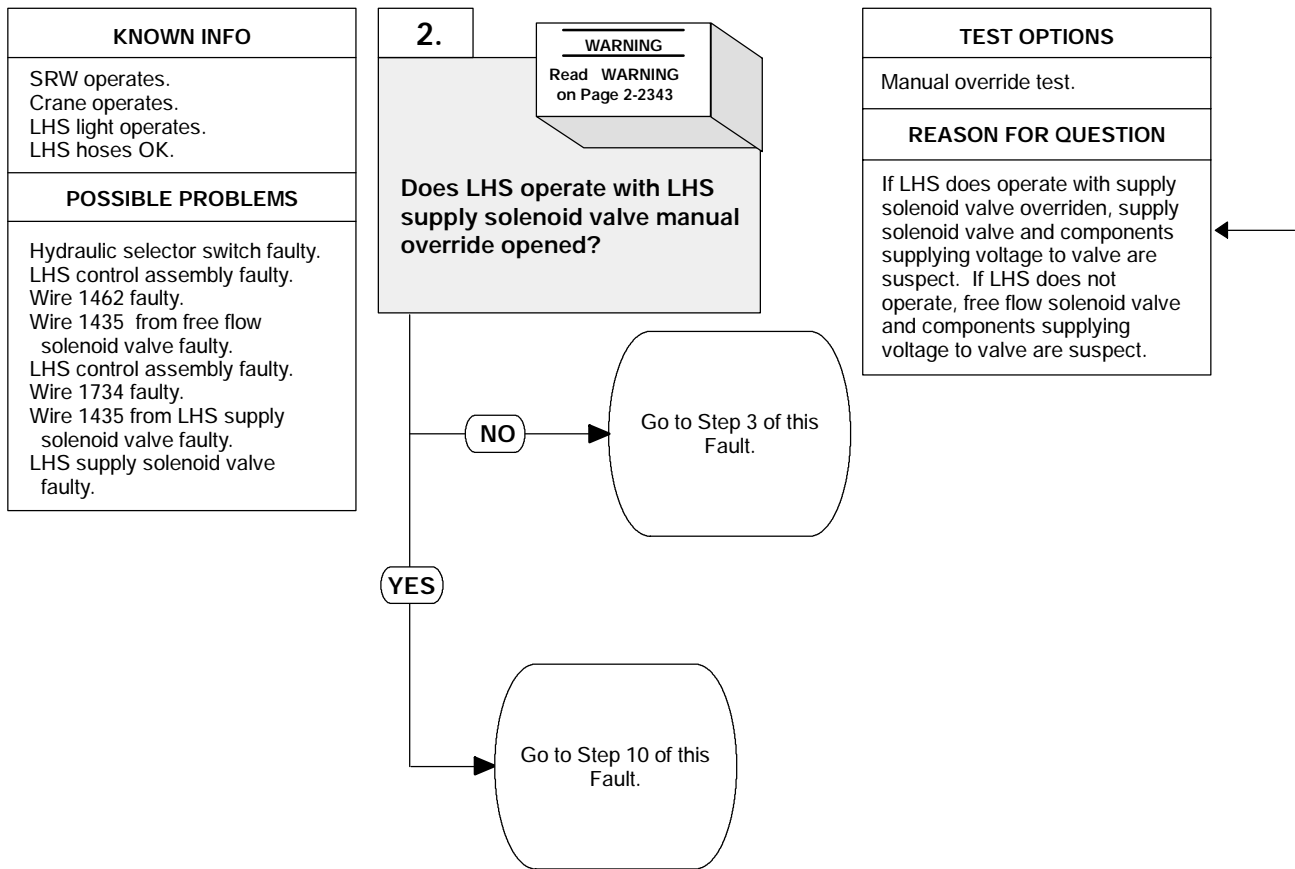 KNOWN INFO
SRW operates.
Crane operates.
LHS light operates.
LHS hoses OK.
POSSIBLE PROBLEMS
Hydraulic selector switch faulty.
LHS control assembly faulty.
Wire 1462 faulty.
Wire 1435 from free flow
solenoid valve faulty.
LHS control assembly faulty.
Wire 1734 faulty.
Wire 1435 from LHS supply
solenoid valve faulty.
LHS supply solenoid valve
faulty.
2.
WARNING
Read WARNING
on Page 2-2343
Does LHS operate with LHS
supply solenoid valve manual
override opened?
NO
Go to Step 3 of this
Fault.
YES
Go to Step 10 of this
Fault.
TEST OPTIONS
Manual override test.
REASON FOR QUESTION
If LHS does operate with supply
solenoid valve overriden, supply
solenoid valve and components
supplying voltage to valve are
suspect. If LHS does not
operate, free flow solenoid valve
and components supplying
voltage to valve are suspect.